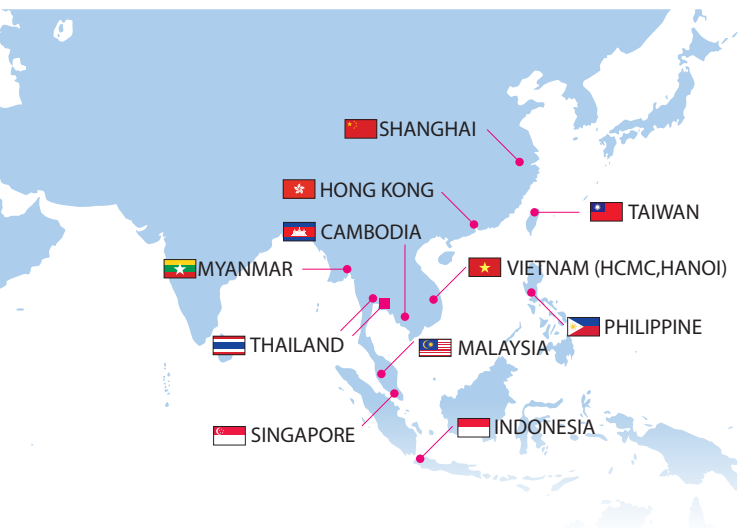 SHANGHAI
HONG KONG
TAIWAN
CAMBODIA
MYANMAR
VIETNAM (HCMC,HANOI)
PHILIPPINE
THAILAND
MALAYSIA
INDONESIA
SINGAPORE